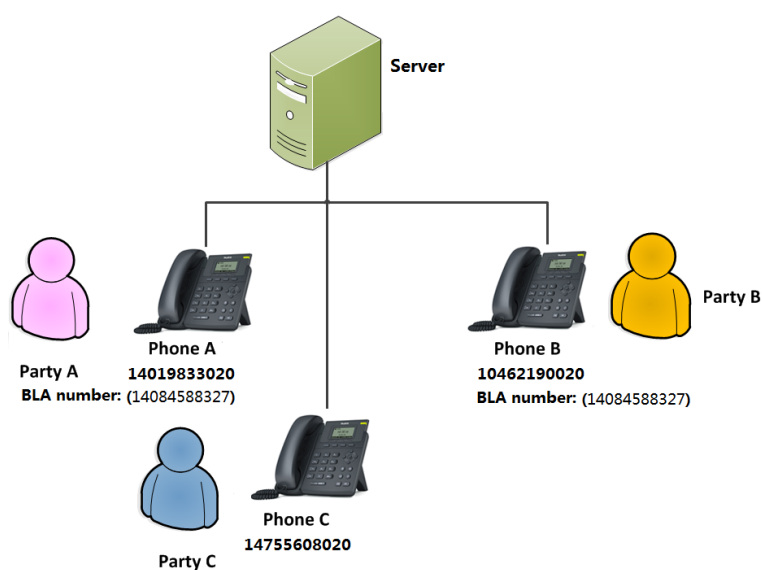 Server
Party B
Phone A
Phone B
Party A
14019833020
10462190020
BLA number: (14084588327)
BLA number: (14084588327)
Phone C
14755608020
Party C